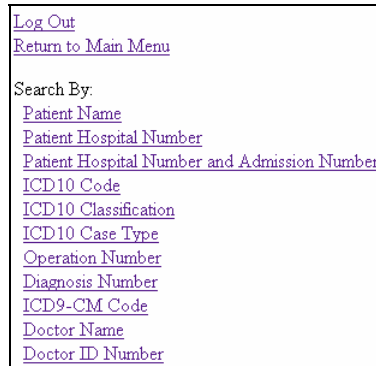 Log Out
Return to Main Menu
Search By:
Patient Name
Patient Hospital Number
Patient Hospital Number and Admission Number
ICD10 Code
ICD10 Classification
ICD10 Case Type
Operation Number
Diagnosis Number
ICD9-CM Code
Doctor Name
Doctor ID Number